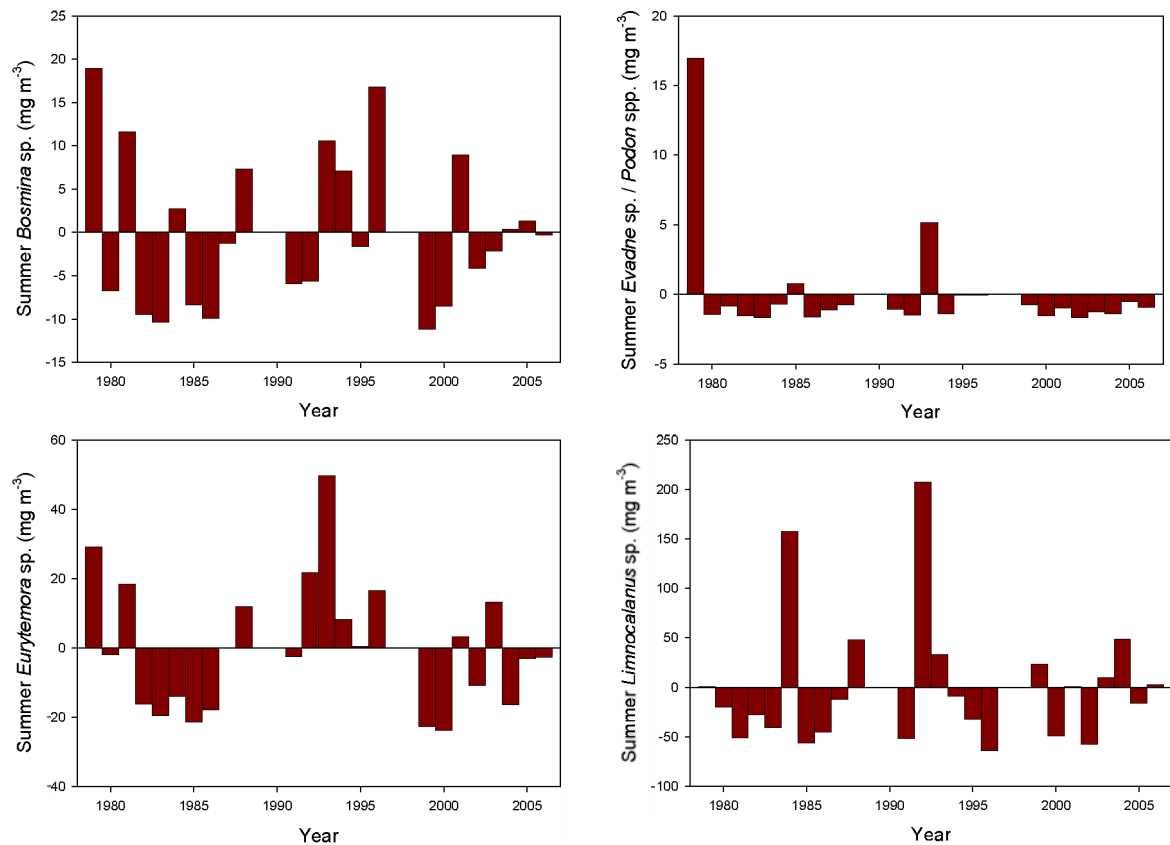 Summer Bosmina sp. (mg m-3)
25
20
15
10
5
0
-5
-10
-15
1980 1985 1990 1995 2000 2005
Year
Summer Evadne sp. / Podon spp. (mg m-3)
20
15
10
5
0
-5
1980 1985 1990 1995 2000 2005
Year
Summer Eurytemora sp. (mg m-3)
60
40
20
0
-20
-40
1980 1985 1990 1995 2000 2005
Year
Summer Limnocalanus sp. (mg m-3)
250
200
150
100
50
0
-50
-100
1980 1985 1990 1995 2000 2005
Year